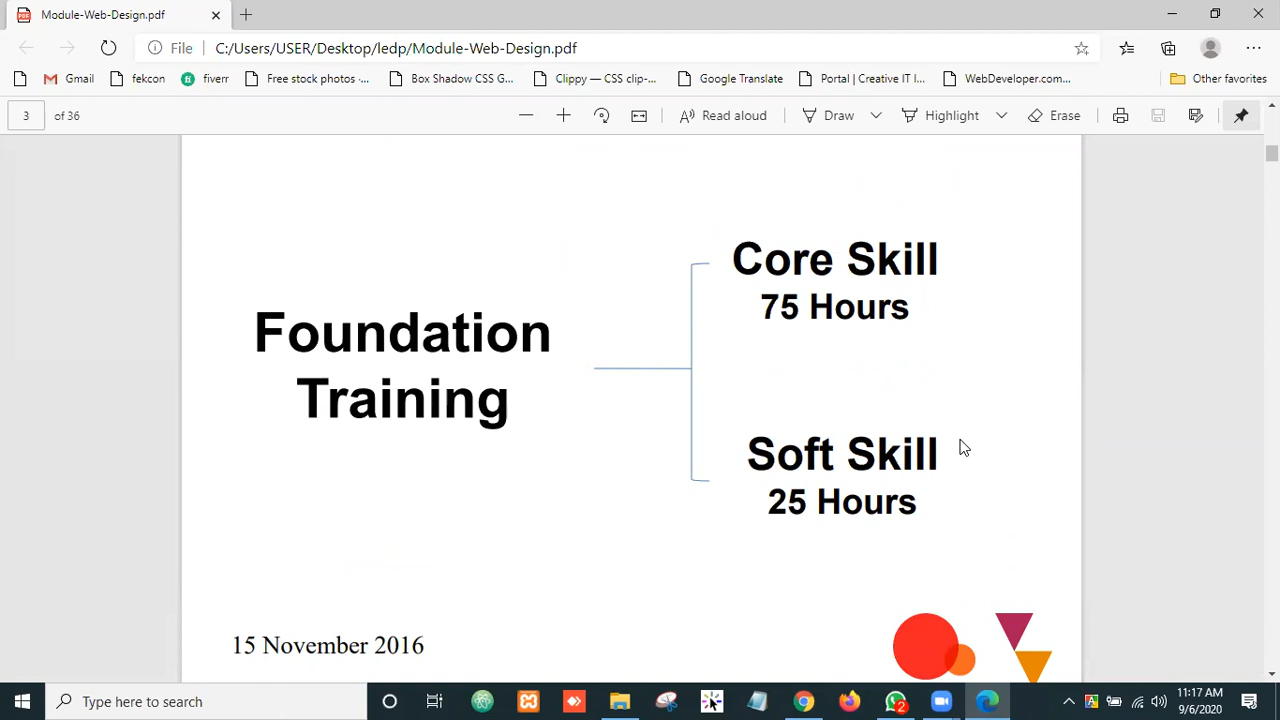 Module-Web-Design.pdf
File
C:/Users/USER/Desktop/ledp/Module-Web-Design.pdf
Gmail
fekcon
fiverr
Free stock photos ·...
Box Shadow CSS G...
Clippy — CSS clip-...
Google Translate
Portal | Creative IT I...
WebDeveloper.com...
Other favorites
3 of 36
Read aloud
Draw
Highlight
Erase
Core Skill
75 Hours
Foundation
Training
Soft Skill
25 Hours
15 November 2016
Type here to search
2
11:17 AM
9/6/2020